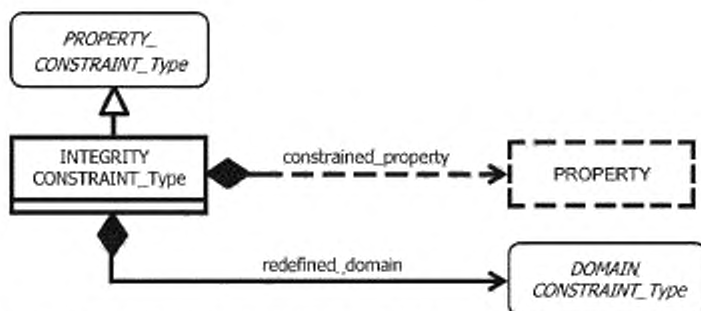 PROPERTY_
CONSTRAINT_Type
INTEGRITY
CONSTRAINT_Type
constrained_property
PROPERTY
redefined_domain
DOMAIN_
CONSTRAINT_Type